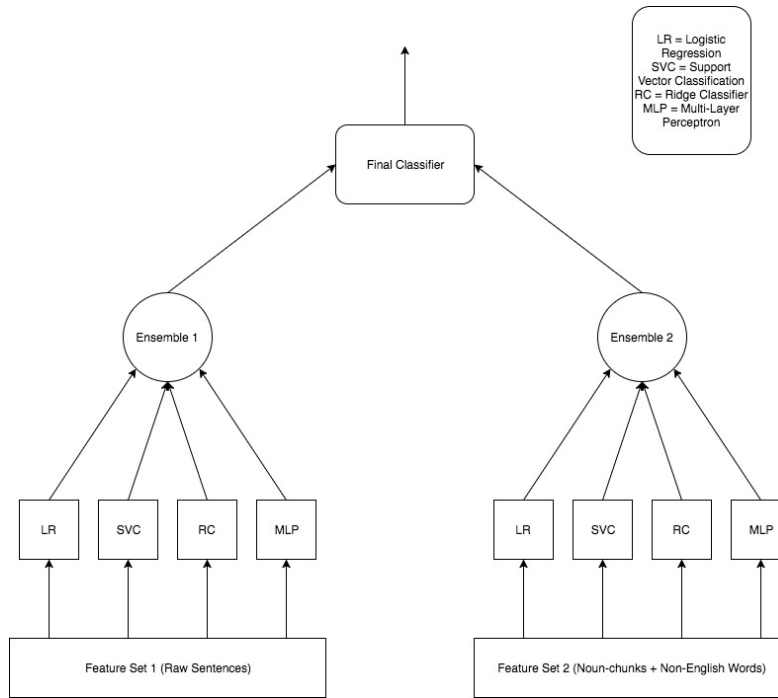 LR = Logistic
Regression
SVC = Support
Vector Classification
RC = Ridge Classifier
MLP = Multi-Layer
Perceptron
Final Classifier
Ensemble 1
Ensemble 2
LR
SVC
RC
MLP
LR
SVC
RC
MLP
Feature Set 1 (Raw Sentences)
Feature Set 2 (Noun-chunks + Non-English Words)